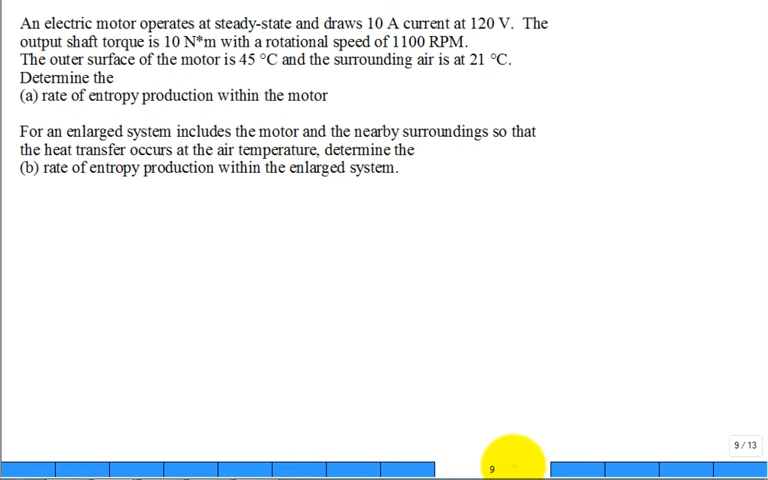 An electric motor operates at steady-state and draws 10 A current at 120 V.  The
output shaft torque is 10 N*m with a rotational speed of 1100 RPM.
The outer surface of the motor is 45 °C and the surrounding air is at 21 °C.
Determine the
(a) rate of entropy production within the motor
For an enlarged system includes the motor and the nearby surroundings so that
the heat transfer occurs at the air temperature, determine the
(b) rate of entropy production within the enlarged system.
9 / 13
9